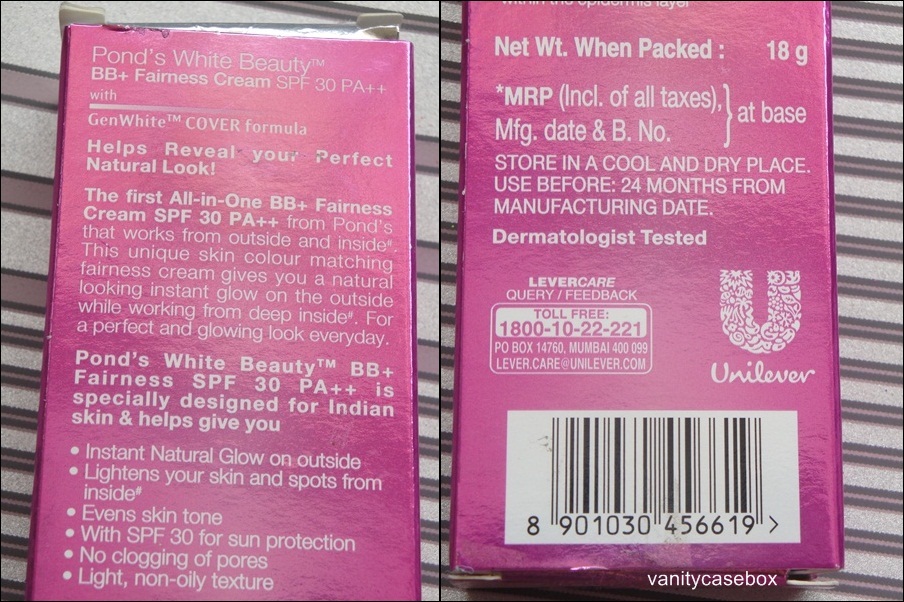 Pond's White Beauty™
BB+ Fairness Cream SPF 30 PA++
with
GenWhite™ COVER formula
Helps Reveal your Perfect
Natural Look!
The first All-in-One BB+ Fairness
Cream SPF 30 PA++ from Pond's
that works from outside and inside#.
This unique skin colour matching
fairness cream gives you a natural
looking instant glow on the outside
while working from deep inside#. For
a perfect and glowing look everyday.
Pond's White Beauty™ BB+
Fairness SPF 30 PA++ is
specially designed for Indian
skin & helps give you
• Instant Natural Glow on outside
• Lightens your skin and spots from
inside#
• Evens skin tone
• With SPF 30 for sun protection
• No clogging of pores
• Light, non-oily texture
within the epidermis layer
Net Wt. When Packed : 18 g
*MRP (Incl. of all taxes),
Mfg. date & B. No. } at base
STORE IN A COOL AND DRY PLACE.
USE BEFORE: 24 MONTHS FROM
MANUFACTURING DATE.
Dermatologist Tested
LEVERCARE
QUERY / FEEDBACK
TOLL FREE:
1800-10-22-221
PO BOX 14760, MUMBAI 400 099
LEVER.CARE@UNILEVER.COM
Unilever
8 901030 456619 >
vanitycasebox